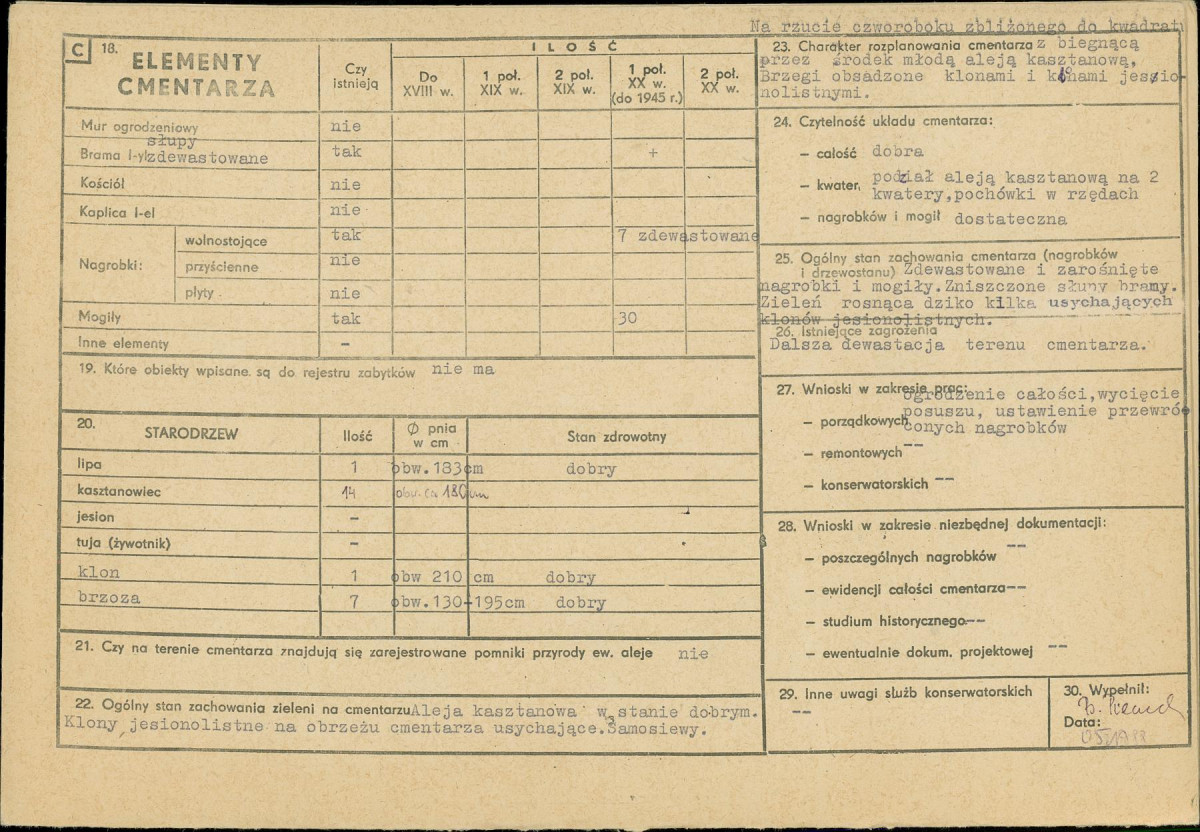 C 18. ELEMENTY CMENTARZA
Czy istnieją
ILOŚĆ
Do XVIII w.
1 poł. XIX w.
2 poł. XIX w.
1 poł. XX w. (do 1945 r.)
2 poł. XX w.
Mur ogrodzeniowy nie
słupy
Brama I-y/zdewastowane tak +
Kościół nie
Kaplica I-el nie
Nagrobki:
wolnostojące tak 7 zdewastowane
przyścienne nie
płyty nie
Mogiły tak 30
Inne elementy –
19. Które obiekty wpisane są do rejestru zabytków nie ma
20. STARODRZEW Ilość Ø pnia w cm Stan zdrowotny
lipa 1 obw.183cm dobry
kasztanowiec 14 obw. ca 180cm
jesion –
tuja (żywotnik) –
klon 1 obw 210 cm dobry
brzoza 7 obw.130-195cm dobry
21. Czy na terenie cmentarza znajdują się zarejestrowane pomniki przyrody ew. aleje nie
22. Ogólny stan zachowania zieleni na cmentarzu Aleja kasztanowa w stanie dobrym.
Klony jesionolistne na obrzeżu cmentarza usychające. Samosiewy.
Na rzucie czworoboku zbliżonego do kwadratu
23. Charakter rozplanowania cmentarza z biegnącą
przez środek młodą aleją kasztanową,
Brzegi obsadzone klonami i klonami jesio-
nolistnymi.
24. Czytelność układu cmentarza:
– całość dobra
– kwater, podział aleją kasztanową na 2
kwatery,pochówki w rzędach
– nagrobków i mogił dostateczna
25. Ogólny stan zachowania cmentarza (nagrobków
i drzewostanu) Zdewastowane i zarośnięte
nagrobki i mogiły.Zniszczone słupy bramy.
Zieleń rosnąca dziko kilka usychających
klonów jesionolistnych.
26. Istniejące zagrożenia
Dalsza dewastacja terenu cmentarza.
27. Wnioski w zakresie prac:
ogrodzenie całości,wycięcie
– porządkowych posuszu, ustawienie przewró-
conych nagrobków
– remontowych --
– konserwatorskich --
28. Wnioski w zakresie niezbędnej dokumentacji:
– poszczególnych nagrobków --
– ewidencji całości cmentarza --
– studium historycznego --
– ewentualnie dokum. projektowej --
29. Inne uwagi służb konserwatorskich
--
30. Wypełnił:
Data: